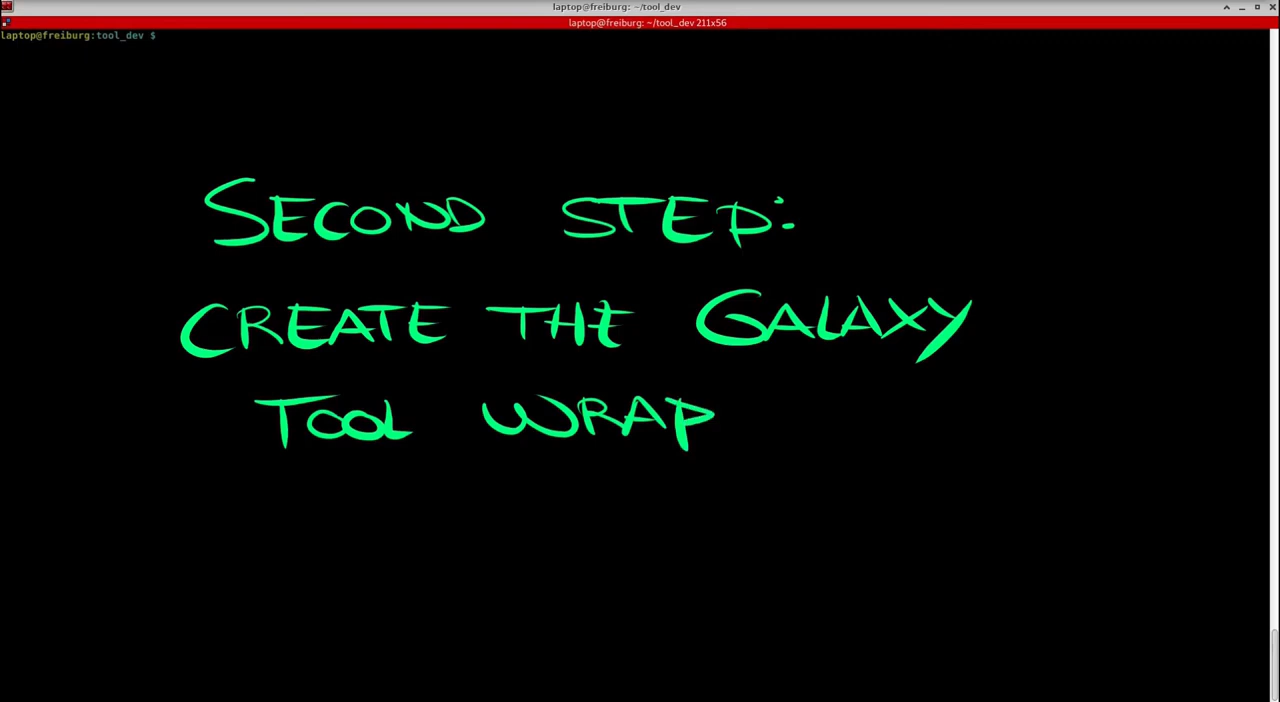 laptop@freiburg: ~/tool_dev
laptop@freiburg: ~/tool_dev 211x56
laptop@freiburg:tool_dev $
SECOND STEP:
CREATE THE GALAXY
TOOL WRAP